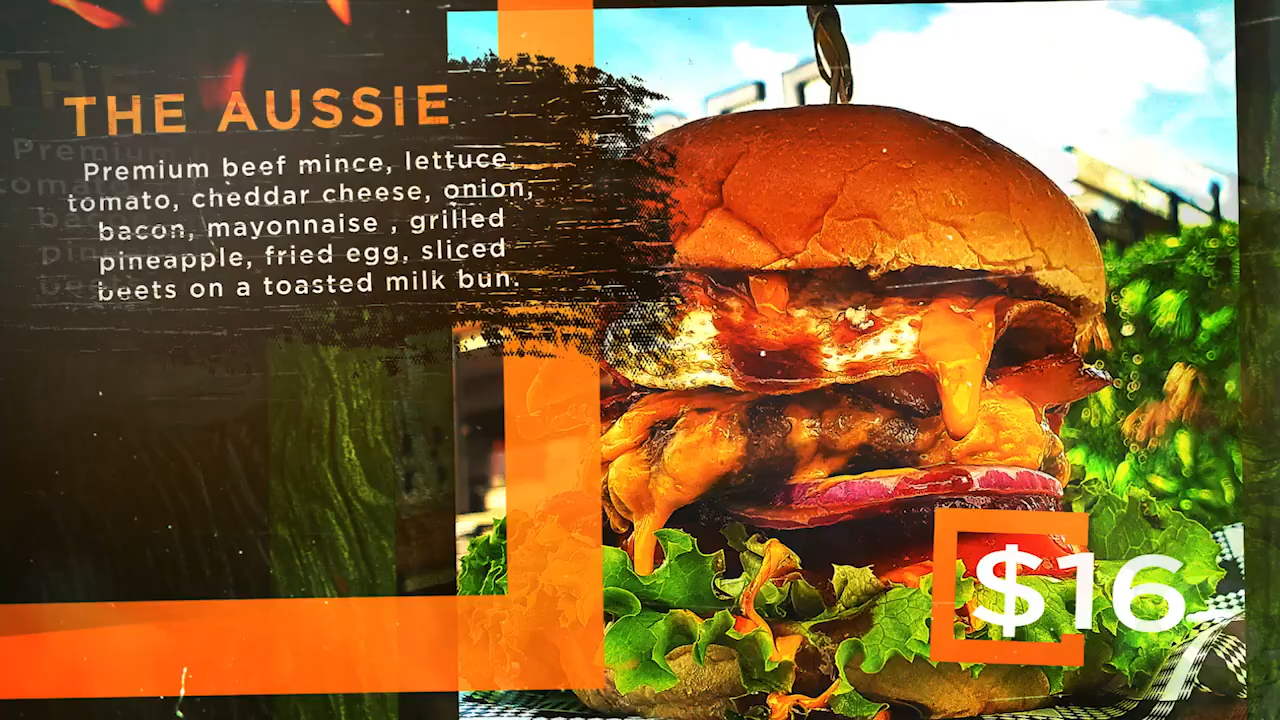 THE AUSSIE
Premium beef mince, lettuce,
tomato, cheddar cheese, onion,
bacon, mayonnaise , grilled
pineapple, fried egg, sliced
beets on a toasted milk bun.
$16